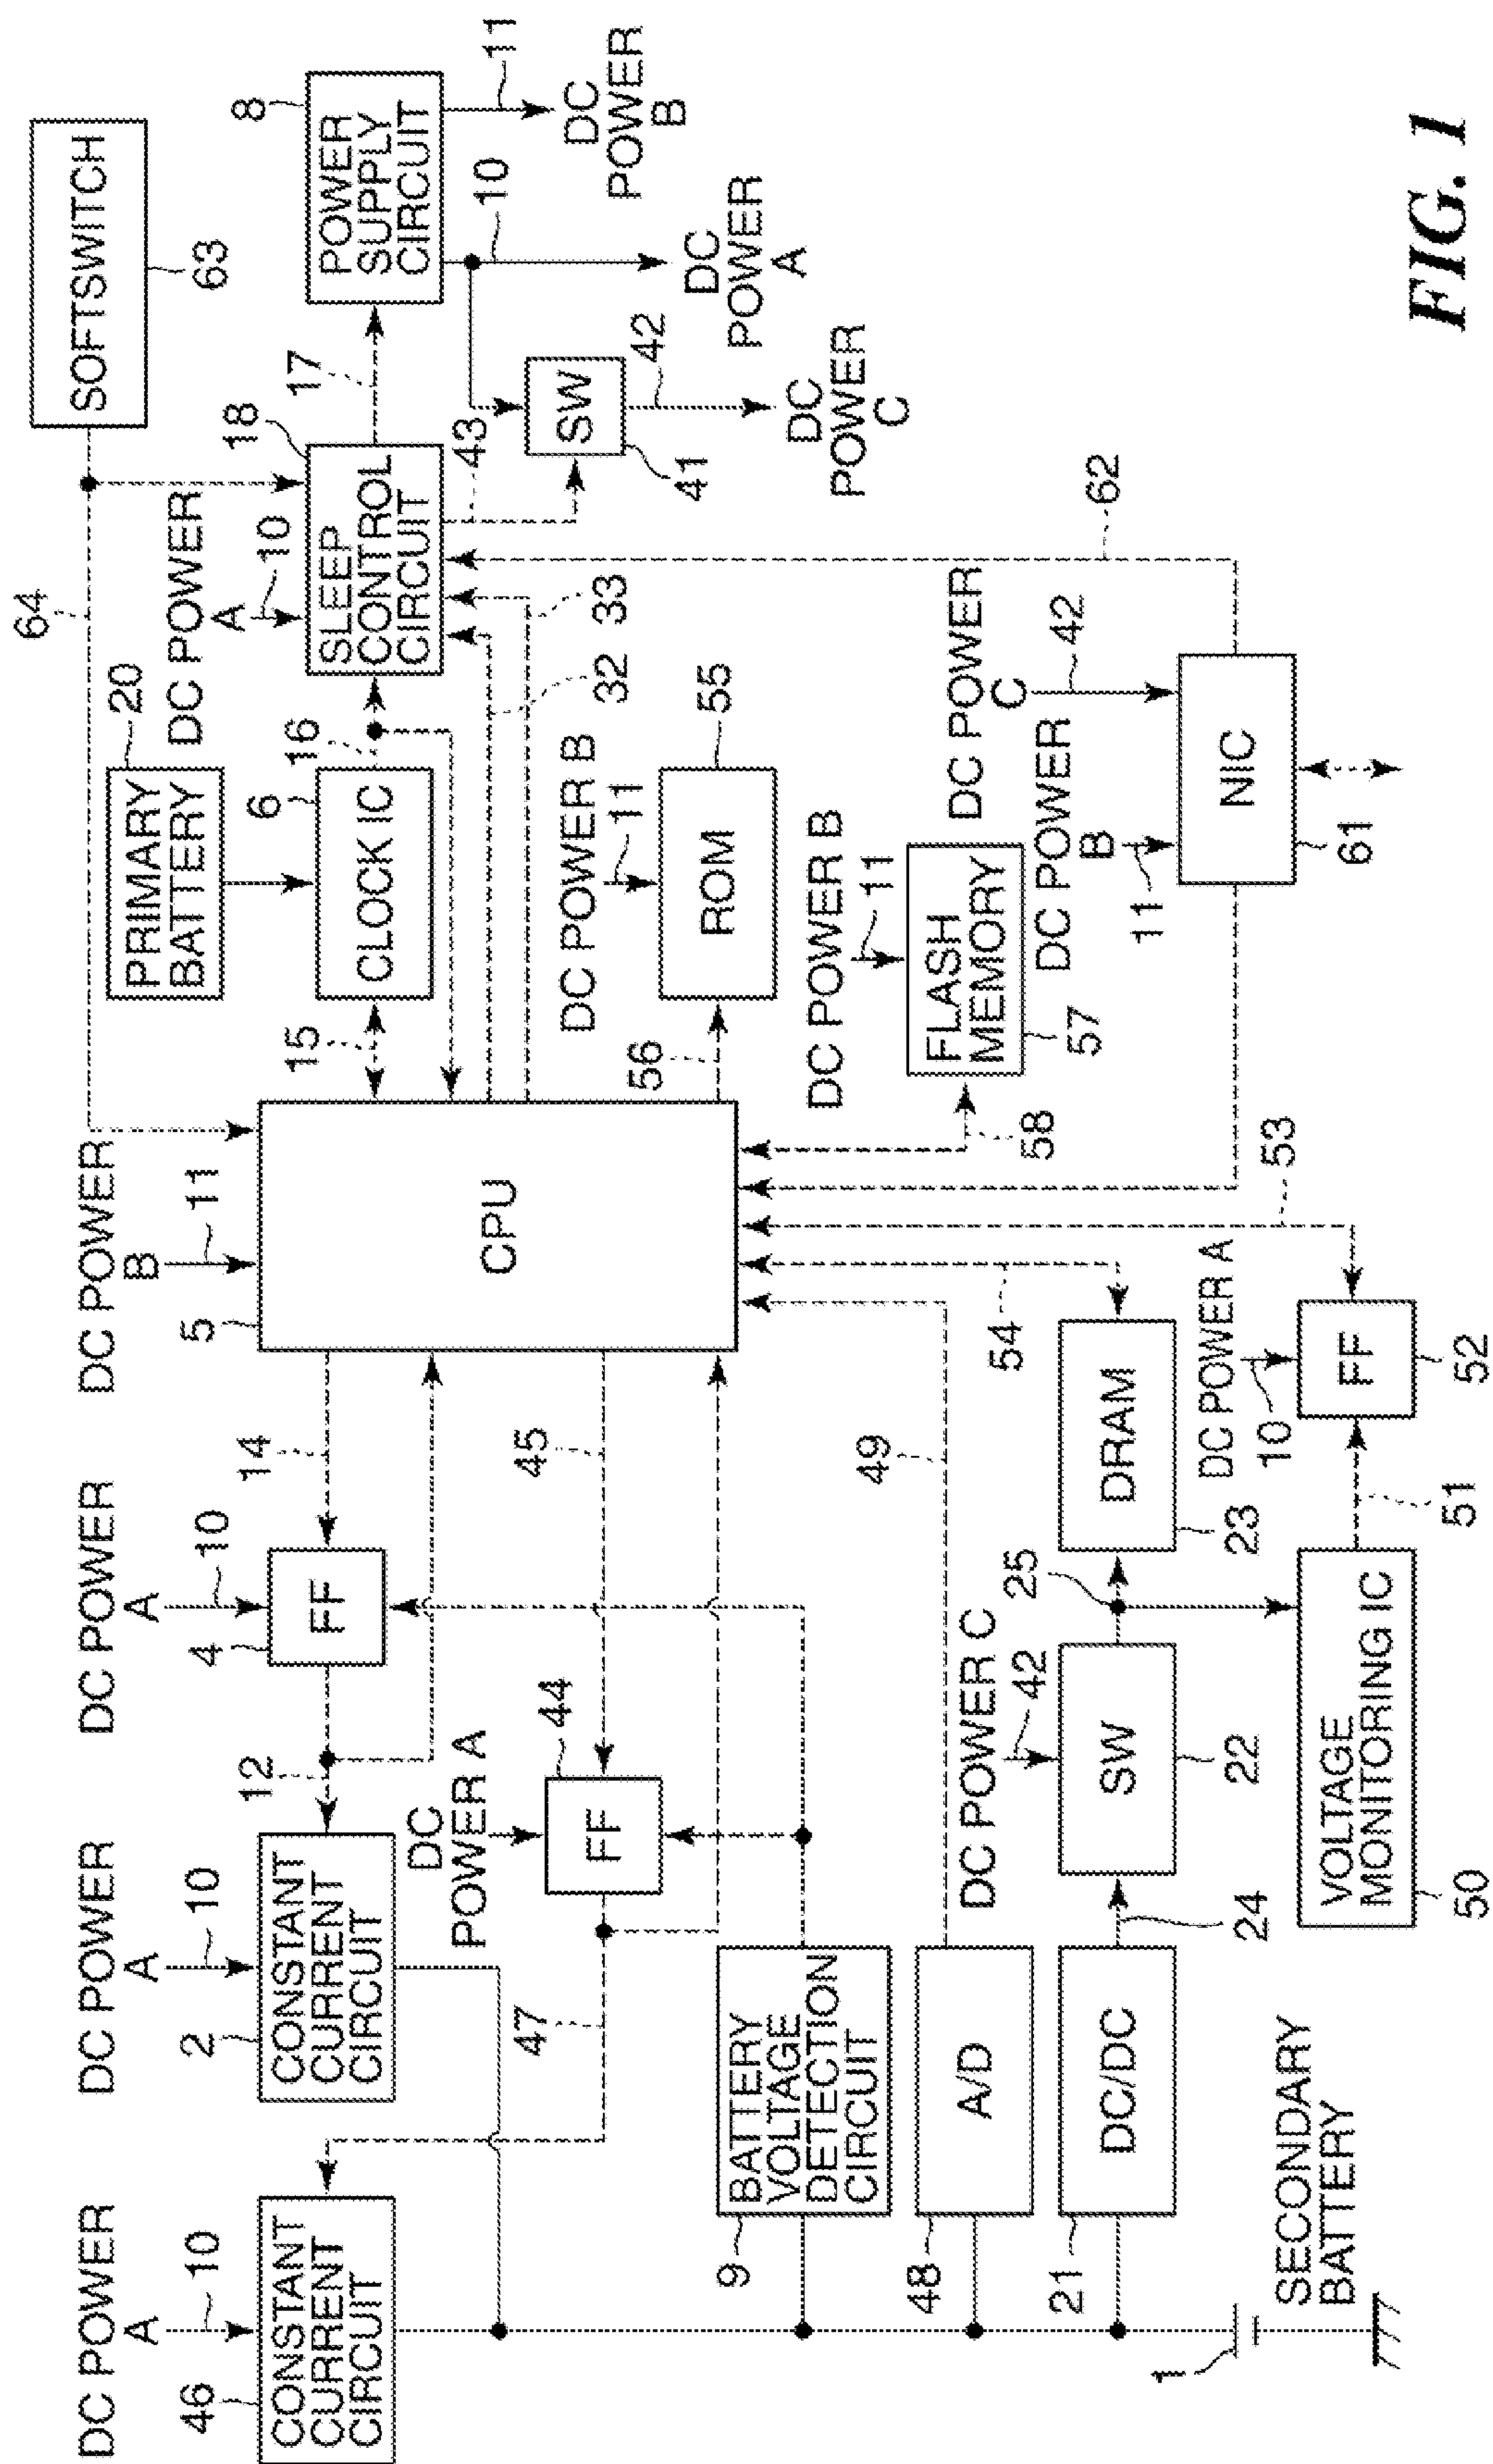 FIG. 1
SOFTSWITCH
63
64
8
POWER
SUPPLY
CIRCUIT
11
DC
POWER
B
10
DC
POWER
A
17
18
SLEEP
CONTROL
CIRCUIT
DC POWER
A
10
43
SW
41
42
DC
POWER
C
62
33
32
20
PRIMARY
BATTERY
16
6
CLOCK IC
15
55
DC POWER B
11
ROM
56
DC POWER B
11
FLASH
MEMORY
57
58
DC POWER
C
42
DC POWER
B
11
NIC
61
DC POWER
B
11
5
CPU
53
54
49
14
45
DC POWER
A
10
4
FF
12
DC POWER
A
10
2
CONSTANT
CURRENT
CIRCUIT
DC POWER
A
10
46
CONSTANT
CURRENT
CIRCUIT
44
DC
POWER A
FF
47
BATTERY
VOLTAGE
DETECTION
CIRCUIT
9
A/D
48
DC/DC
21
24
DC POWER C
42
SW
22
25
DRAM
23
DC POWER A
10
FF
52
51
VOLTAGE
MONITORING IC
50
SECONDARY
BATTERY
1